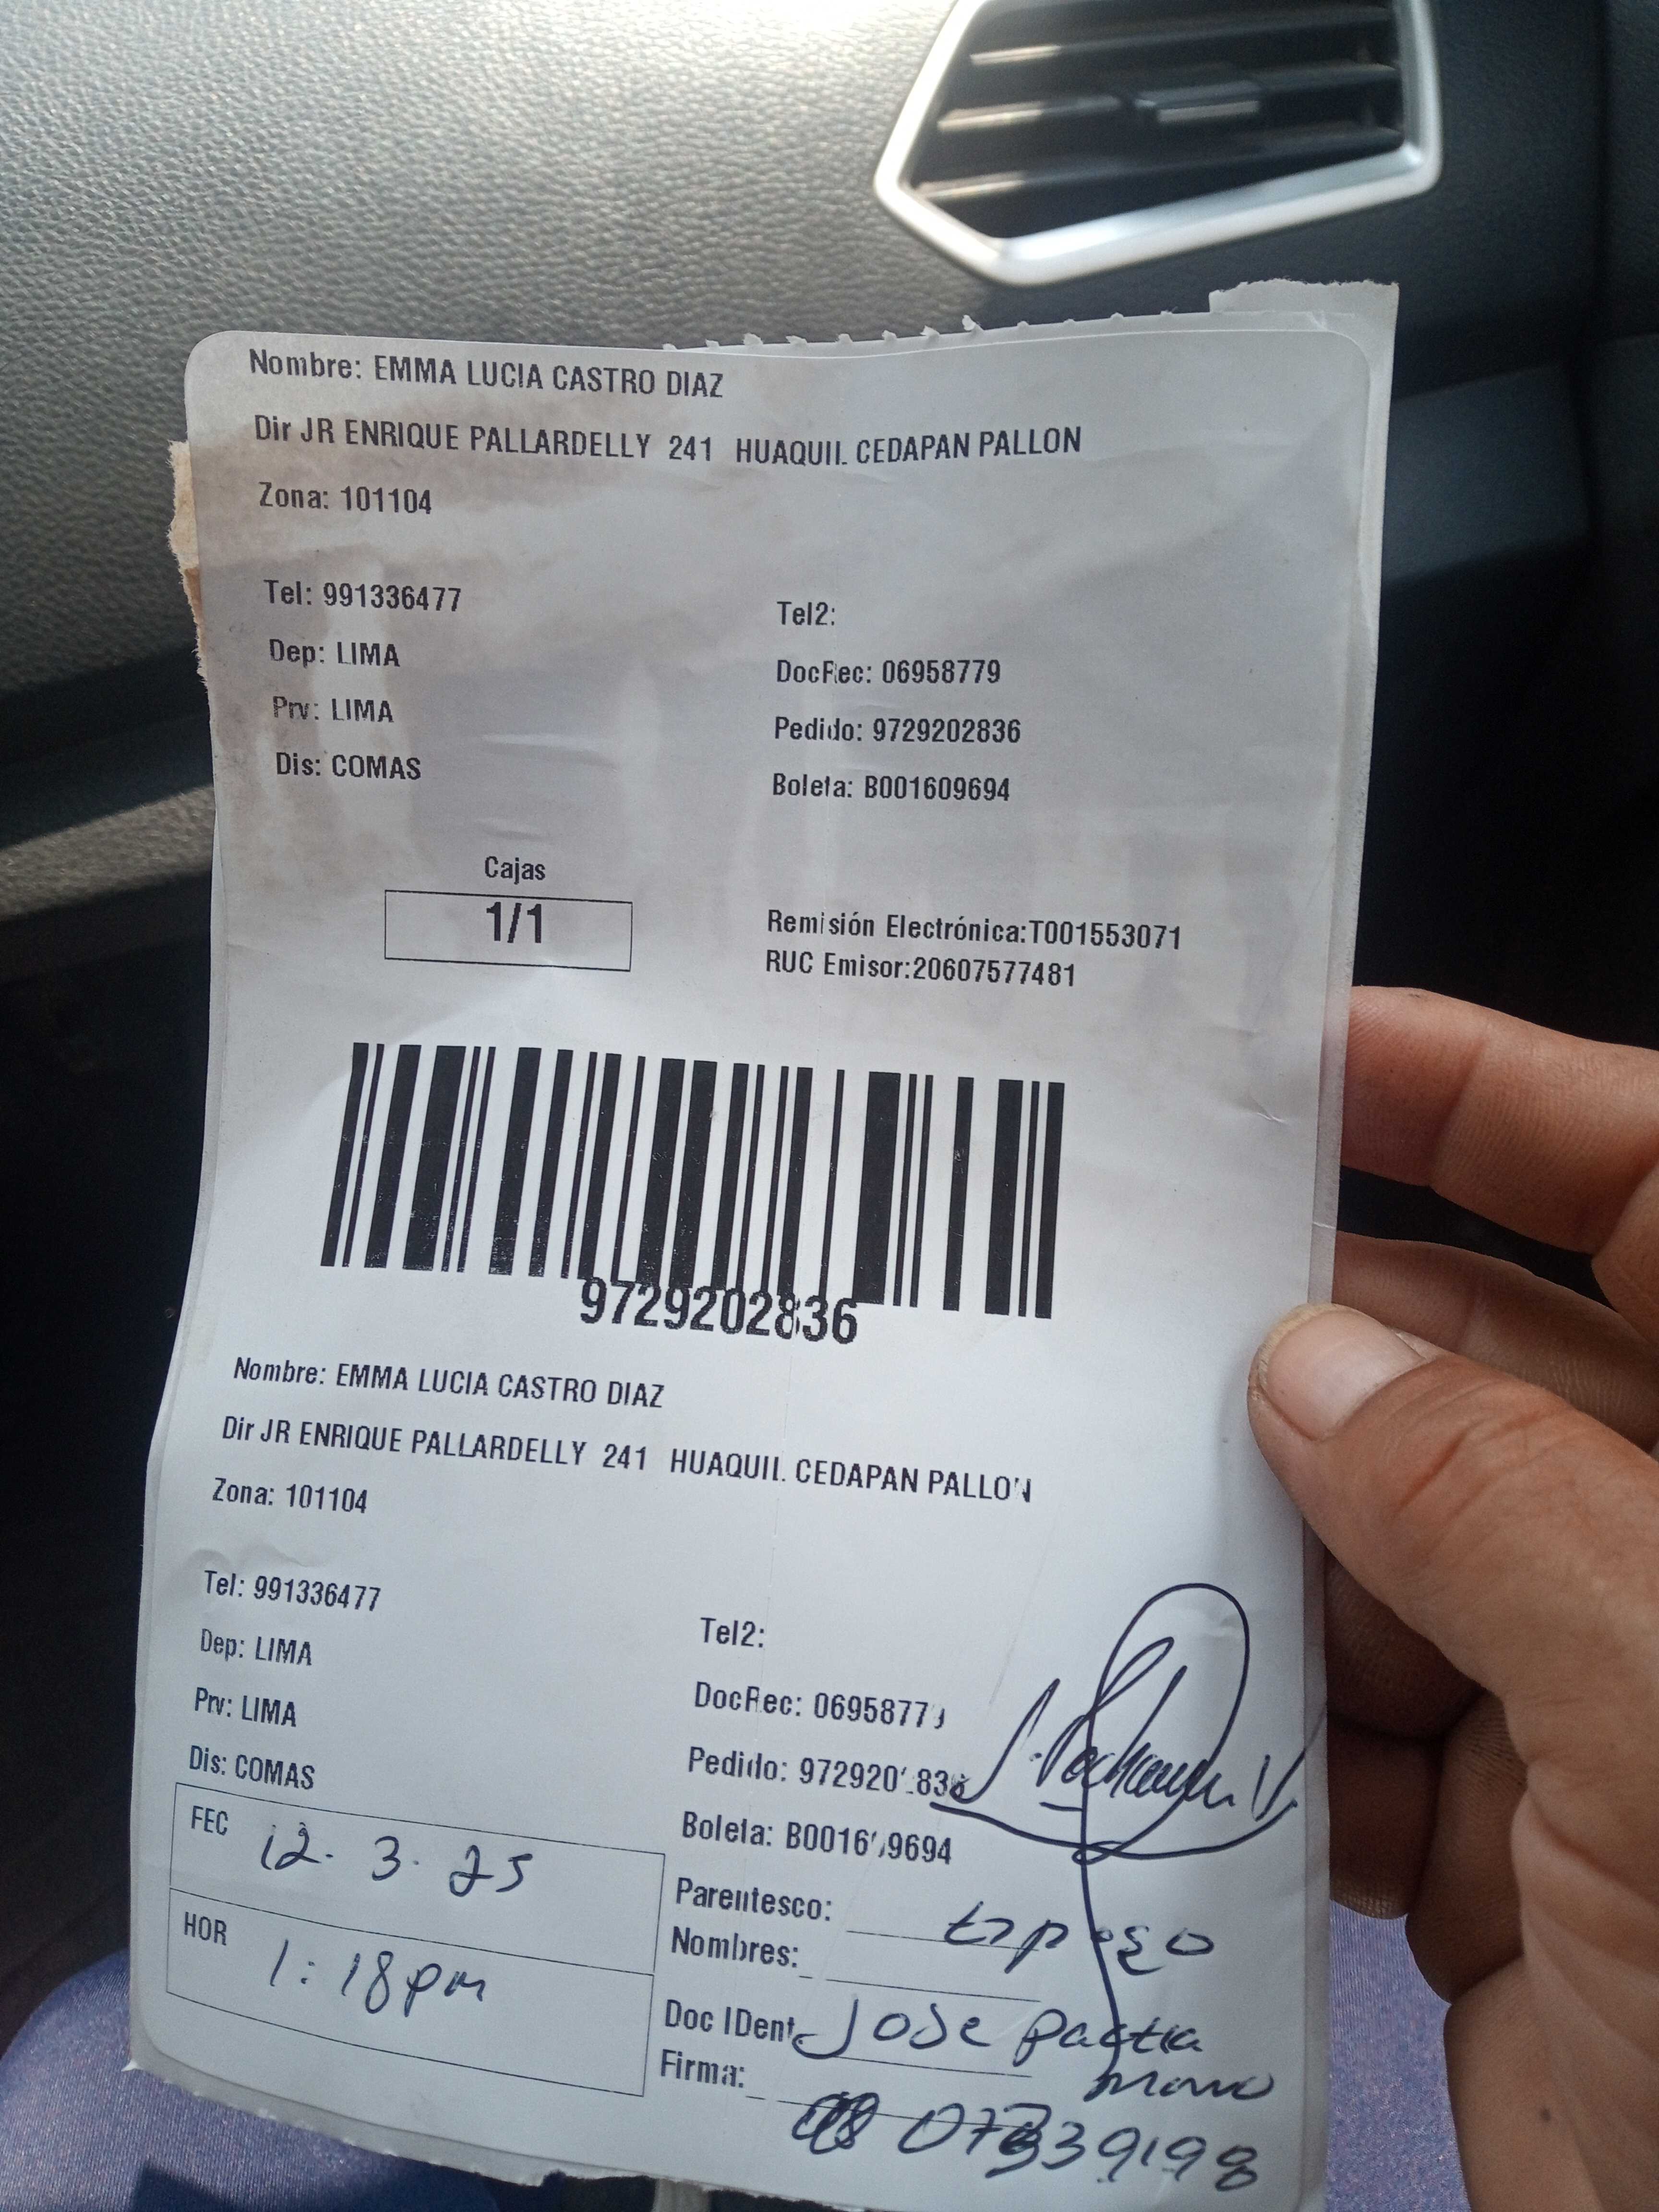 Nombre: EMMA LUCIA CASTRO DIAZ
Dir JR ENRIQUE PALLARDELLY 241 HUAQUIL CEDAPAN PALLON
Zona: 101104
Tel: 991336477
Tel2:
Dep: LIMA
DocRec: 06958779
Prv: LIMA
Pedido: 9729202836
Dis: COMAS
Boleta: B001609694
Cajas
1/1
Remisión Electrónica:T001553071
RUC Emisor:20607577481
9729202836
Nombre: EMMA LUCIA CASTRO DIAZ
Dir JR ENRIQUE PALLARDELLY 241 HUAQUIL CEDAPAN PALLON
Zona: 101104
Tel: 991336477
Tel2:
Dep: LIMA
DocRec: 06958779
Prv: LIMA
Pedido: 9729202836
Dis: COMAS
Boleta: B001609694
FEC 12. 3. 25
Parentesco:
Nombres:
HOR 1:18pm
Doc IDent. Jose
Firma: